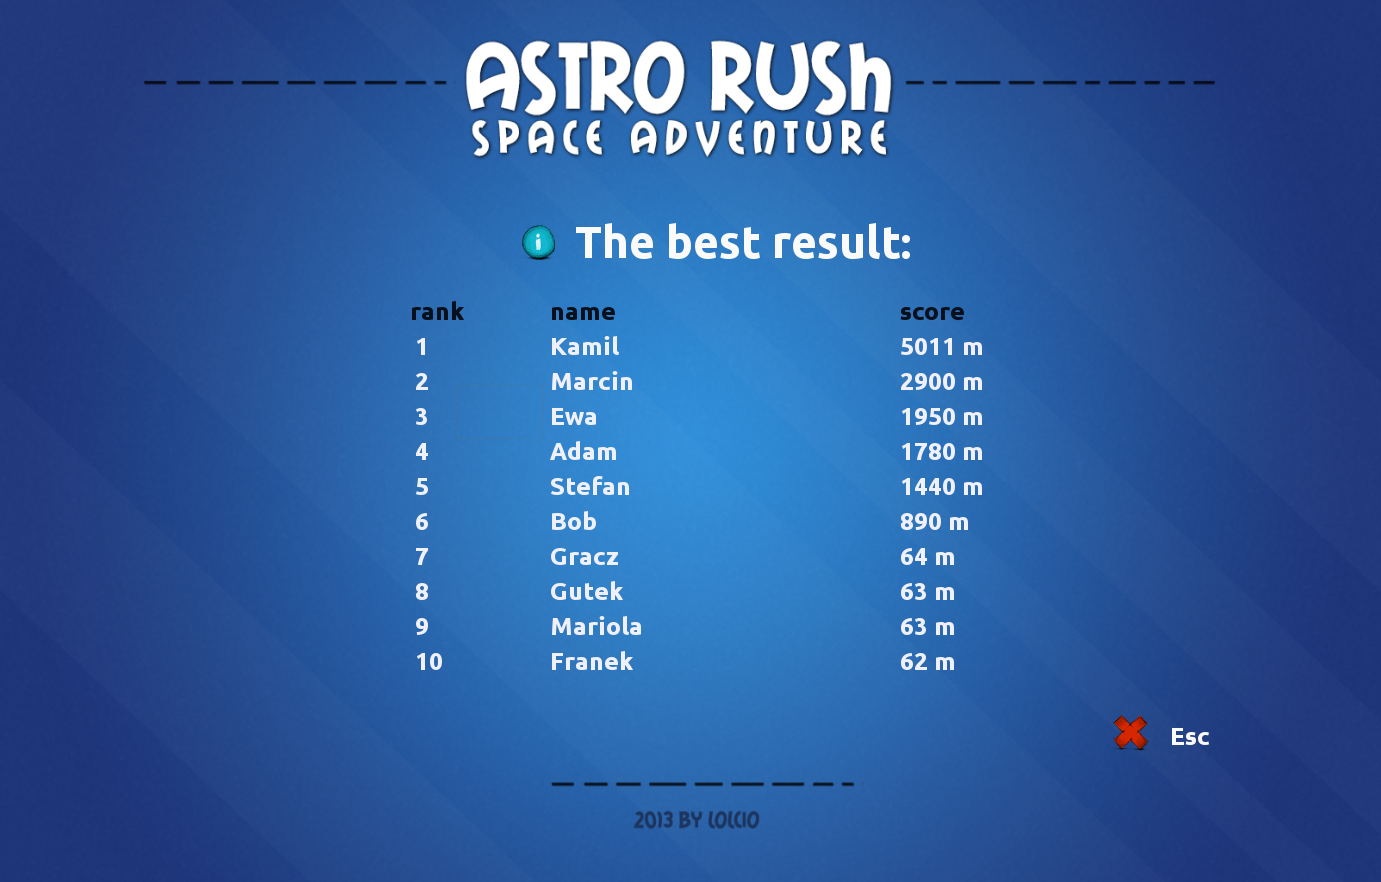 ASTRO RUSh
SPACE ADVENTURE
The best result:
rank name score
1 Kamil 5011 m
2 Marcin 2900 m
3 Ewa 1950 m
4 Adam 1780 m
5 Stefan 1440 m
6 Bob 890 m
7 Gracz 64 m
8 Gutek 63 m
9 Mariola 63 m
10 Franek 62 m
Esc
2013 BY LOLCIO